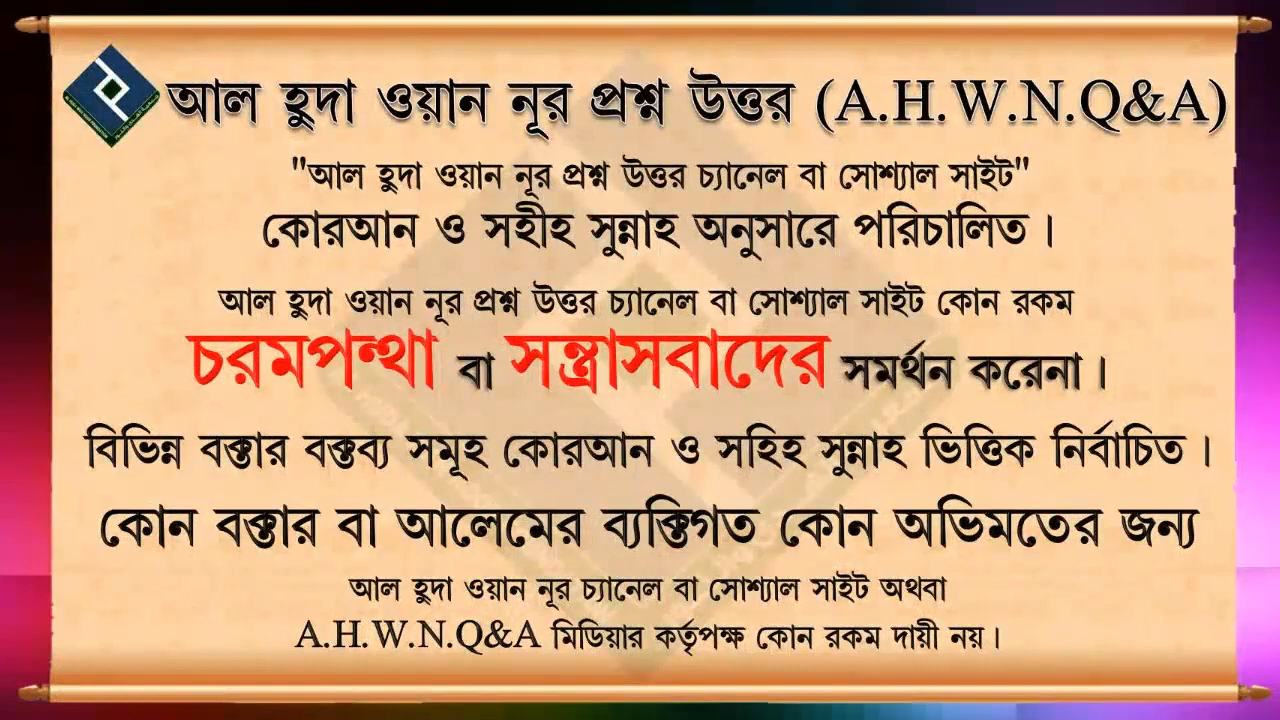 আল হুদা ওয়ান নূর প্রশ্ন উত্তর (A.H.W.N.Q&A)
"আল হুদা ওয়ান নূর প্রশ্ন উত্তর চ্যানেল বা সোশ্যাল সাইট"
কোরআন ও সহীহ সুন্নাহ অনুসারে পরিচালিত।
আল হুদা ওয়ান নূর প্রশ্ন উত্তর চ্যানেল বা সোশ্যাল সাইট কোন রকম
চরমপন্থা বা সন্ত্রাসবাদের সমর্থন করেনা।
বিভিন্ন বক্তার বক্তব্য সমূহ কোরআন ও সহিহ সুন্নাহ ভিত্তিক নির্বাচিত।
কোন বক্তার বা আলেমের ব্যক্তিগত কোন অভিমতের জন্য
আল হুদা ওয়ান নূর চ্যানেল বা সোশ্যাল সাইট অথবা
A.H.W.N.Q&A মিডিয়ার কর্তৃপক্ষ কোন রকম দায়ী নয়।